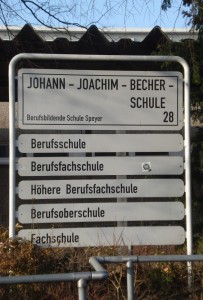 JOHANN - JOACHIM - BECHER -
SCHULE
Berufsbildende Schule Speyer 28
Berufsschule
Berufsfachschule
Höhere Berufsfachschule
Berufsoberschule
Fachschule